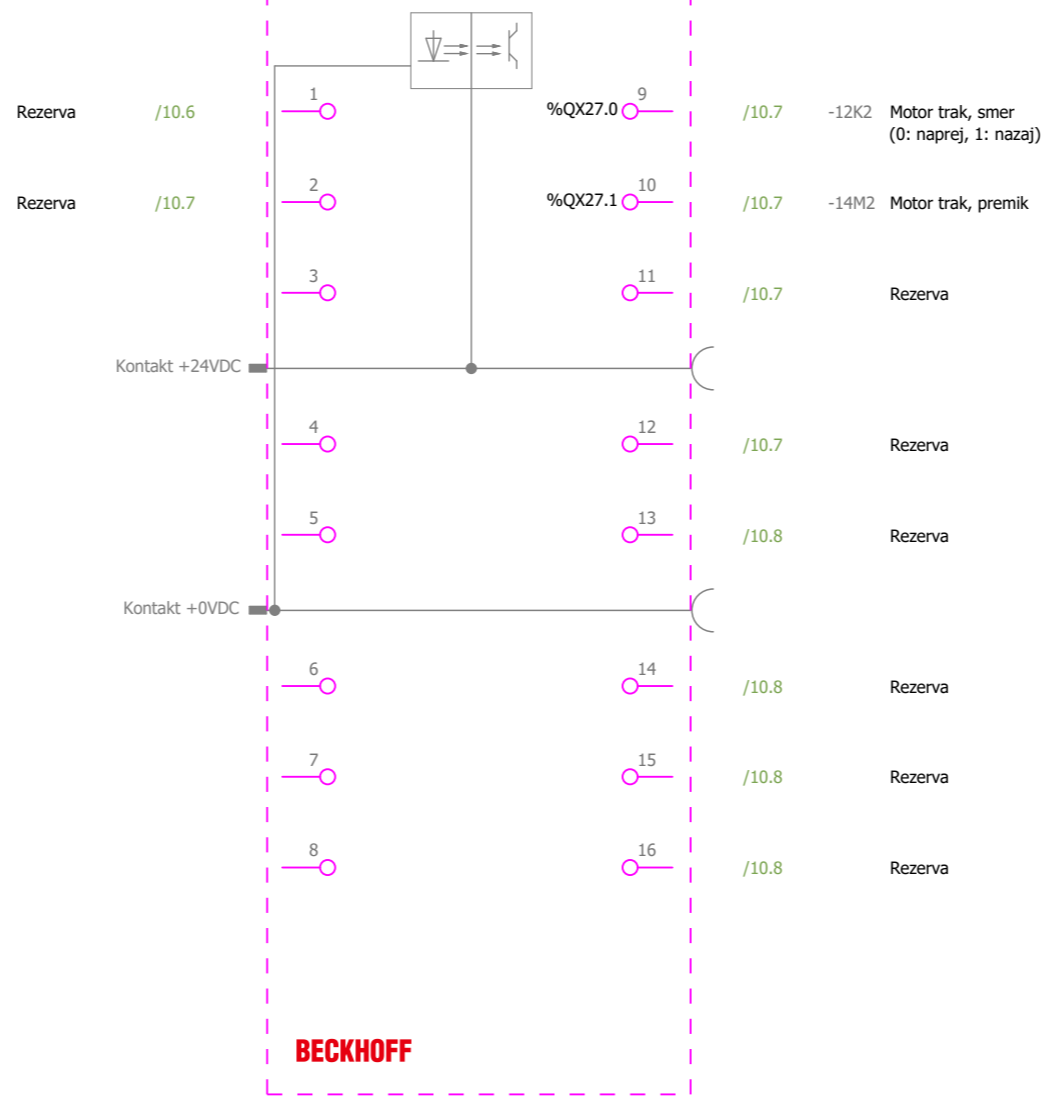 1 9
Rezerva /10.6 %QX27.0 /10.7 -12K2 Motor trak, smer
(0: naprej, 1: nazaj)
2 10
Rezerva /10.7 %QX27.1 /10.7 -14M2 Motor trak, premik
3 11
/10.7 Rezerva
Kontakt +24VDC
4 12
/10.7 Rezerva
5 13
/10.8 Rezerva
Kontakt +0VDC
6 14
/10.8 Rezerva
7 15
/10.8 Rezerva
8 16
/10.8 Rezerva
BECKHOFF